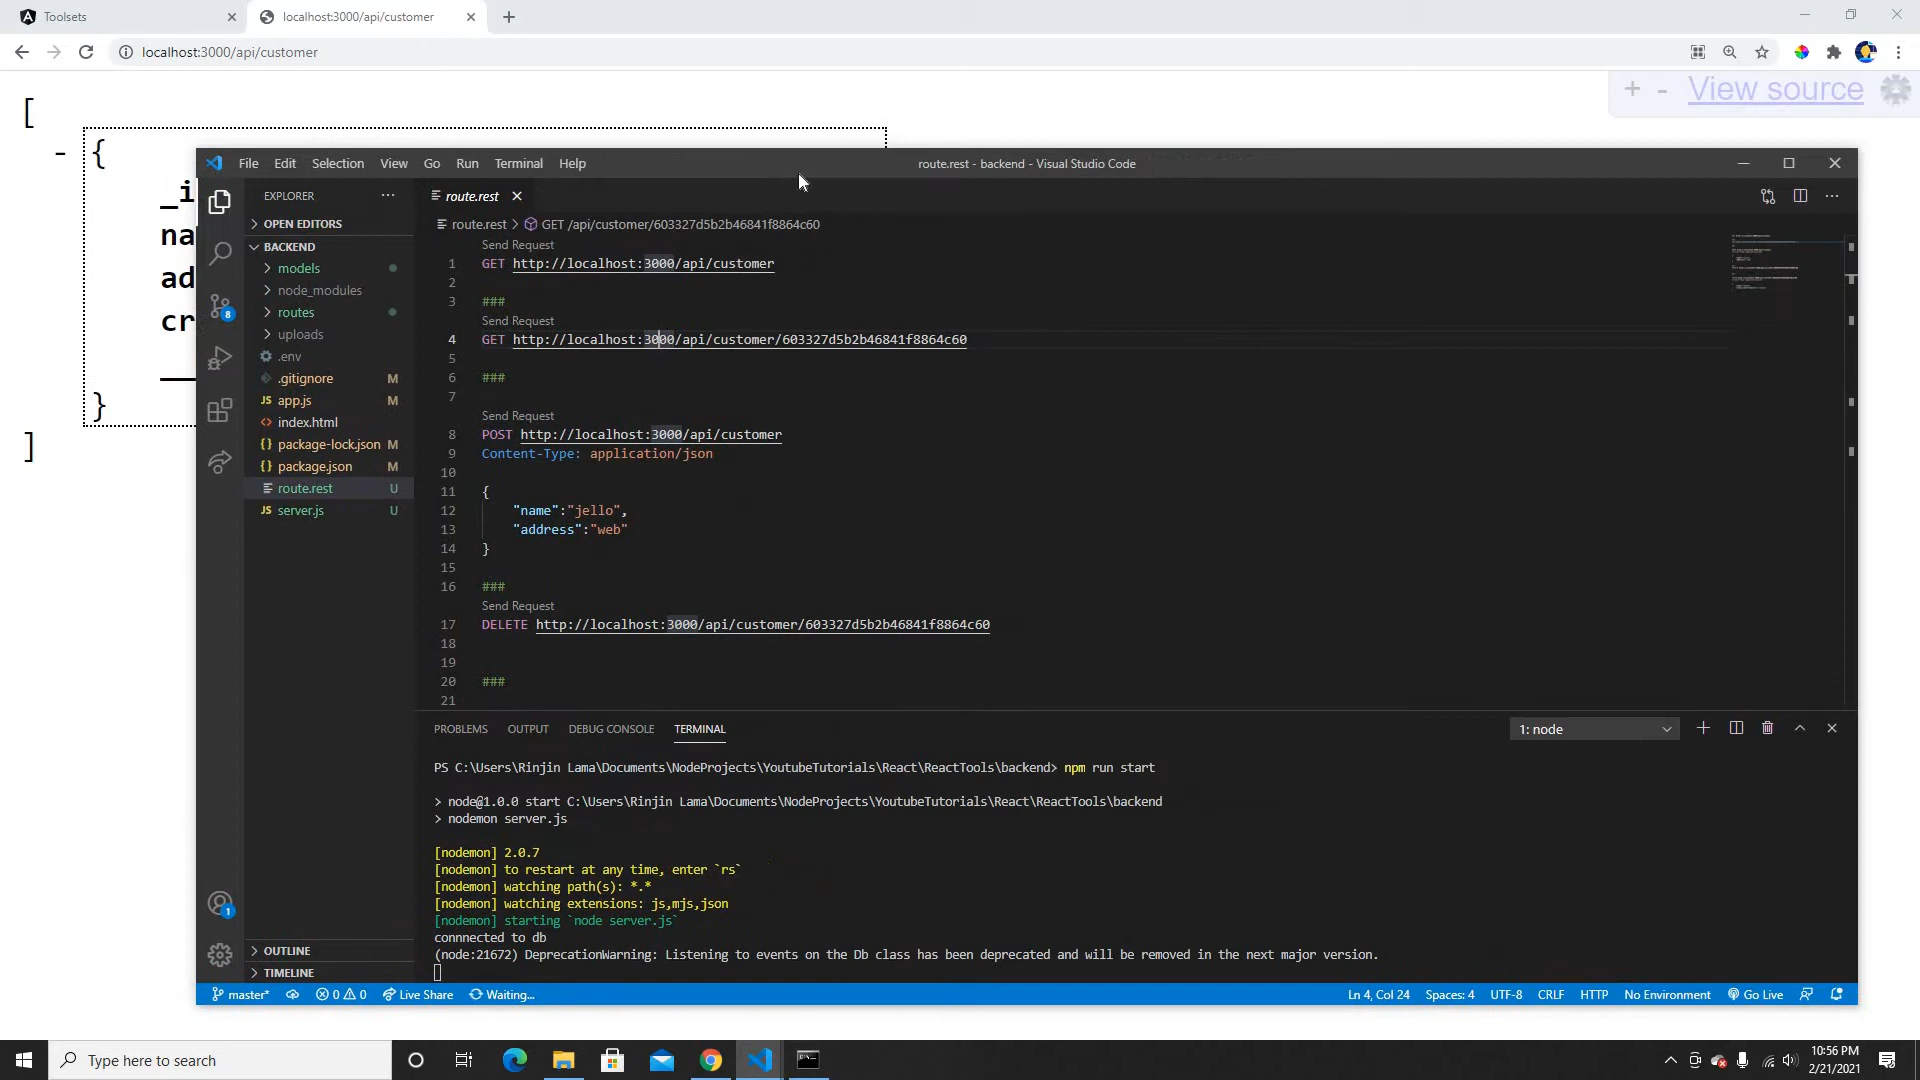 Toolsets
localhost:3000/api/customer
localhost:3000/api/customer
+ - View source
[
- {
_i
na
ad
cr
__
}
]
File Edit Selection View Go Run Terminal Help
route.rest - backend - Visual Studio Code
EXPLORER
OPEN EDITORS
BACKEND
models
node_modules
routes
uploads
.env
.gitignore M
app.js M
index.html
package-lock.json M
package.json M
route.rest U
server.js U
OUTLINE
TIMELINE
8
1
route.rest
route.rest > GET /api/customer/603327d5b2b46841f8864c60
Send Request
1 GET http://localhost:3000/api/customer
2
3 ###
Send Request
4 GET http://localhost:3000/api/customer/603327d5b2b46841f8864c60
5
6 ###
7
Send Request
8 POST http://localhost:3000/api/customer
9 Content-Type: application/json
10
11 {
12 "name":"jello",
13 "address":"web"
14 }
15
16 ###
Send Request
17 DELETE http://localhost:3000/api/customer/603327d5b2b46841f8864c60
18
19
20 ###
21
PROBLEMS OUTPUT DEBUG CONSOLE TERMINAL
1: node
PS C:\Users\Rinjin Lama\Documents\NodeProjects\YoutubeTutorials\React\ReactTools\backend> npm run start
> node@1.0.0 start C:\Users\Rinjin Lama\Documents\NodeProjects\YoutubeTutorials\React\ReactTools\backend
> nodemon server.js
[nodemon] 2.0.7
[nodemon] to restart at any time, enter `rs`
[nodemon] watching path(s): *.*
[nodemon] watching extensions: js,mjs,json
[nodemon] starting `node server.js`
connnected to db
(node:21672) DeprecationWarning: Listening to events on the Db class has been deprecated and will be removed in the next major version.
master* 0 0 Live Share Waiting...
Ln 4, Col 24 Spaces: 4 UTF-8 CRLF HTTP No Environment Go Live
Type here to search
10:56 PM
2/21/2021